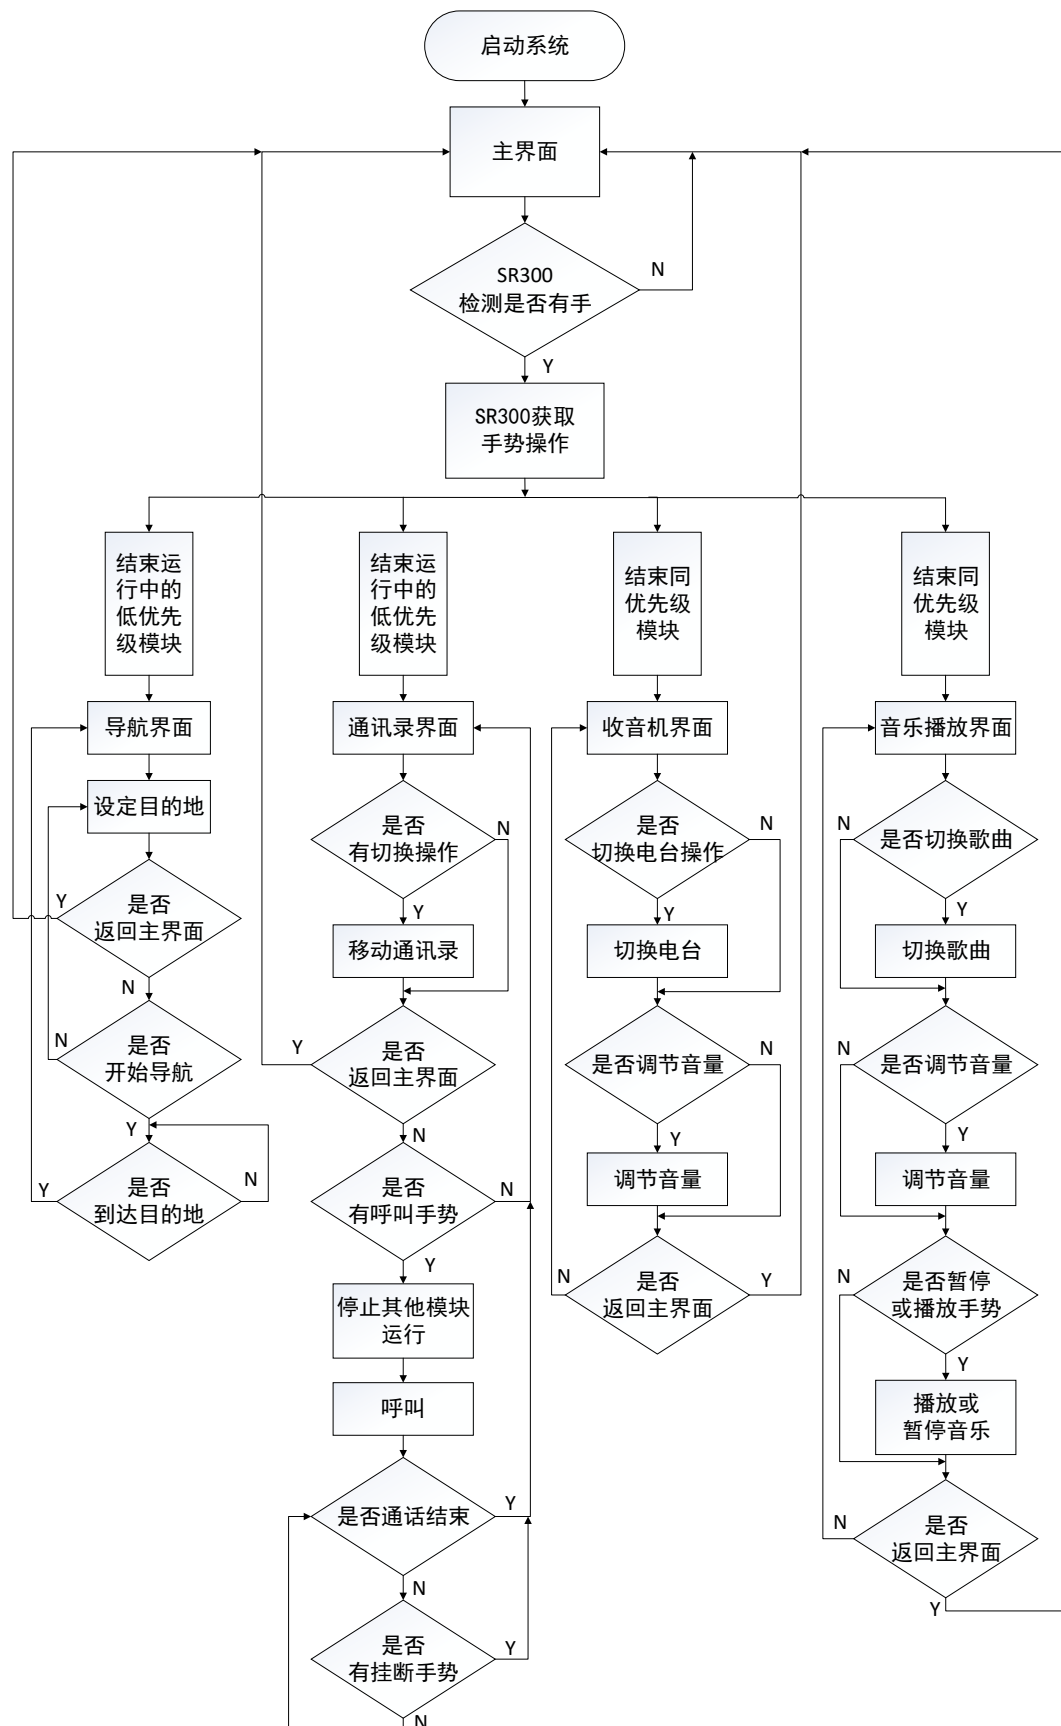 启动系统
主界面
SR300
检测是否有手
N
Y
SR300获取
手势操作
结束运
行中的
低优先
级模块
导航界面
设定目的地
是否
返回主界面
Y
N
是否
开始导航
N
Y
是否
到达目的地
Y
N
结束运
行中的
低优先
级模块
通讯录界面
是否
有切换操作
N
Y
移动通讯录
是否
返回主界面
Y
N
是否
有呼叫手势
N
Y
停止其他模块
运行
呼叫
是否通话结束
Y
N
是否
有挂断手势
Y
N
结束同
优先级
模块
收音机界面
是否
切换电台操作
N
Y
切换电台
是否调节音量
N
Y
调节音量
是否
返回主界面
N
Y
结束同
优先级
模块
音乐播放界面
是否切换歌曲
N
Y
切换歌曲
是否调节音量
N
Y
调节音量
是否暂停
或播放手势
N
Y
播放或
暂停音乐
是否
返回主界面
N
Y